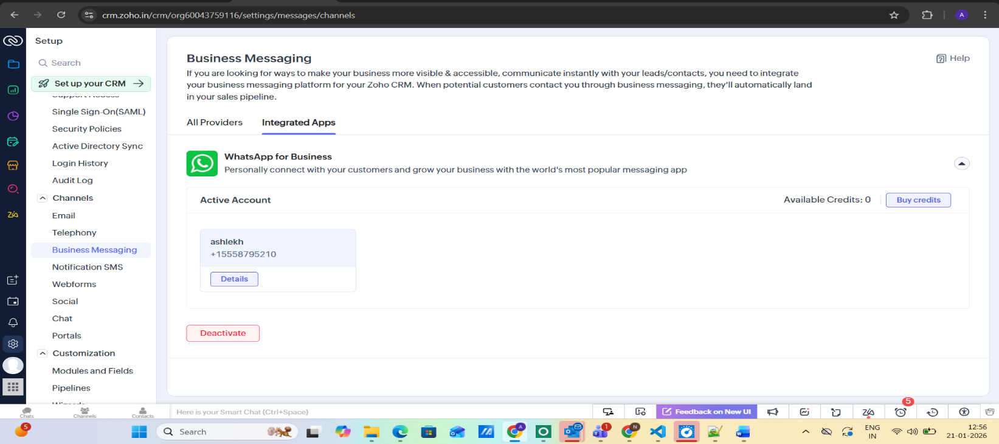 crm.zoho.in/crm/org60043759116/settings/messages/channels
A
Setup
Search
Set up your CRM
Support Access
Single Sign-On(SAML)
Security Policies
Active Directory Sync
Login History
Audit Log
Channels
Email
Telephony
Business Messaging
Notification SMS
Webforms
Social
Chat
Portals
Customization
Modules and Fields
Pipelines
Wizards
Business Messaging
Help
If you are looking for ways to make your business more visible & accessible, communicate instantly with your leads/contacts, you need to integrate
your business messaging platform for your Zoho CRM. When potential customers contact you through business messaging, they'll automatically land
in your sales pipeline.
All Providers
Integrated Apps
WhatsApp for Business
Personally connect with your customers and grow your business with the world's most popular messaging app
Active Account
Available Credits: 0
Buy credits
ashlekh
+15558795210
Details
Deactivate
Chats
Channels
Contacts
Here is your Smart Chat (Ctrl+Space)
Feedback on New UI
5
5
Search
A
1
N
ENG
IN
12:56
21-01-2026